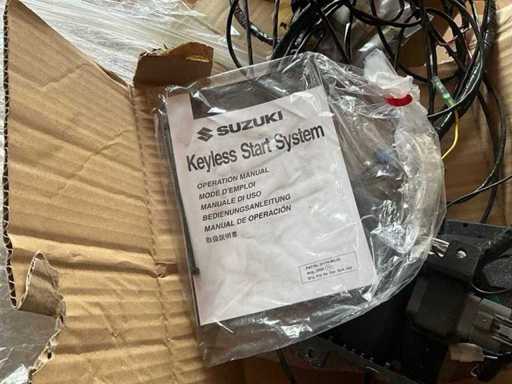 SUZUKI
Keyless Start System
OPERATION MANUAL
MODE D'EMPLOI
MANUALE DI USO
BEDIENUNGSANLEITUNG
MANUAL DE OPERACIÓN
取扱説明書